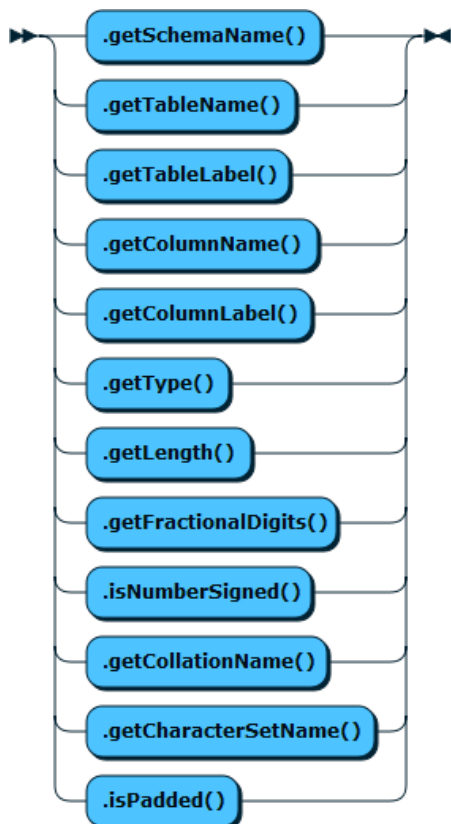 .getSchemaName()
.getTableName()
.getTableLabel()
.getColumnName()
.getColumnLabel()
.getType()
.getLength()
.getFractionalDigits()
.isNumberSigned()
.getCollationName()
.getCharacterSetName()
.isPadded()